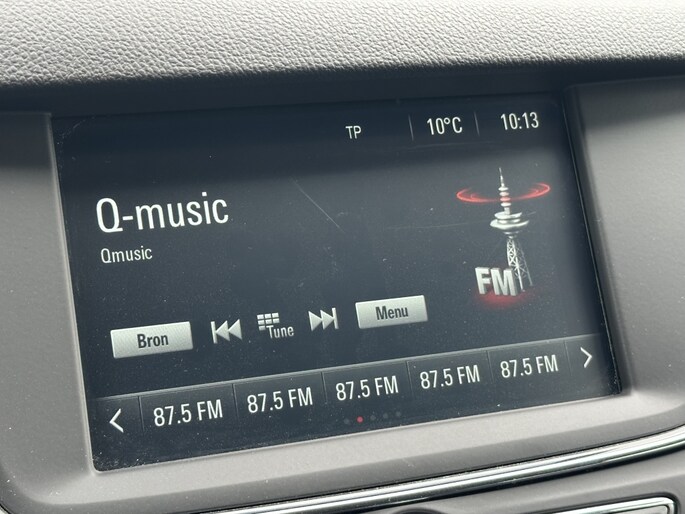 TP 10°C 10:13
Q-music
Qmusic
FM
Bron Tune Menu
87.5 FM 87.5 FM 87.5 FM 87.5 FM 87.5 FM